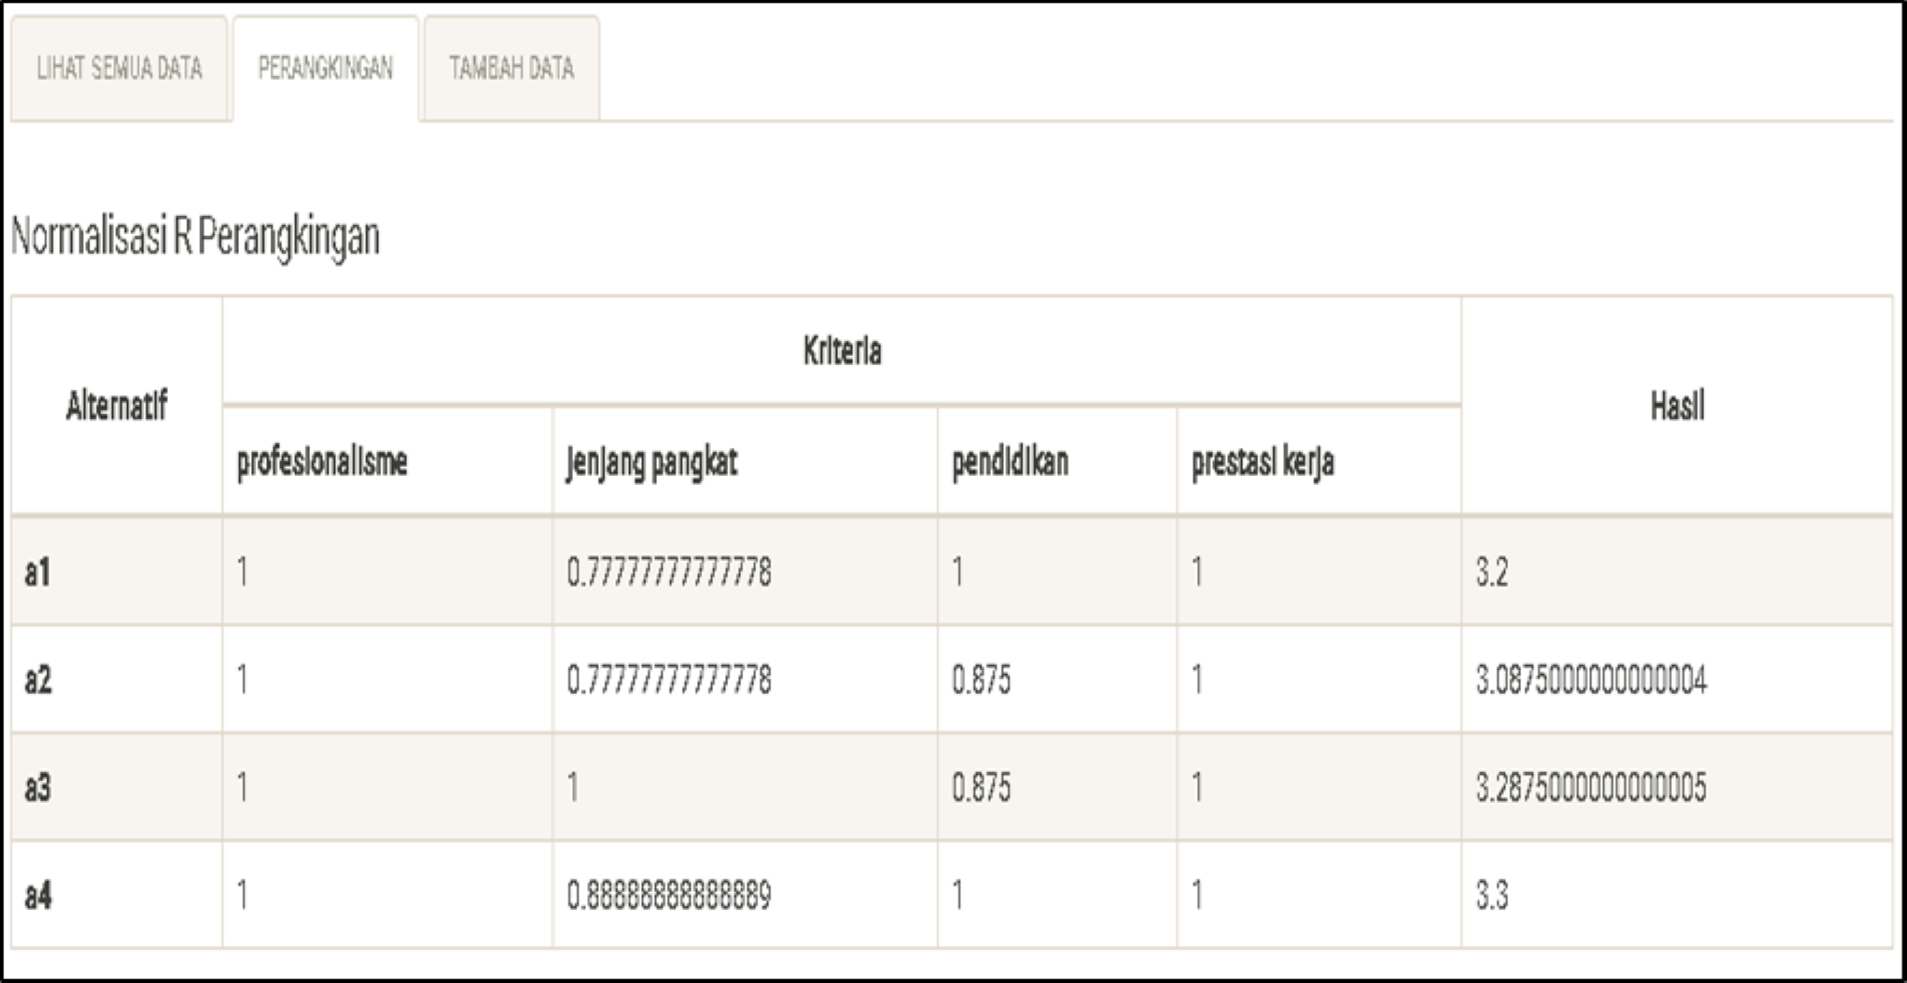 LIHAT SEMUA DATA PERANGKINGAN TAMBAH DATA
Normalisasi R Perangkingan
Alternatif Kriteria Hasil
profesionalisme jenjang pangkat pendidikan prestasi kerja
a1 1 0.77777777777778 1 1 3.2
a2 1 0.77777777777778 0.875 1 3.0875000000000004
a3 1 1 0.875 1 3.2875000000000005
a4 1 0.88888888888889 1 1 3.3